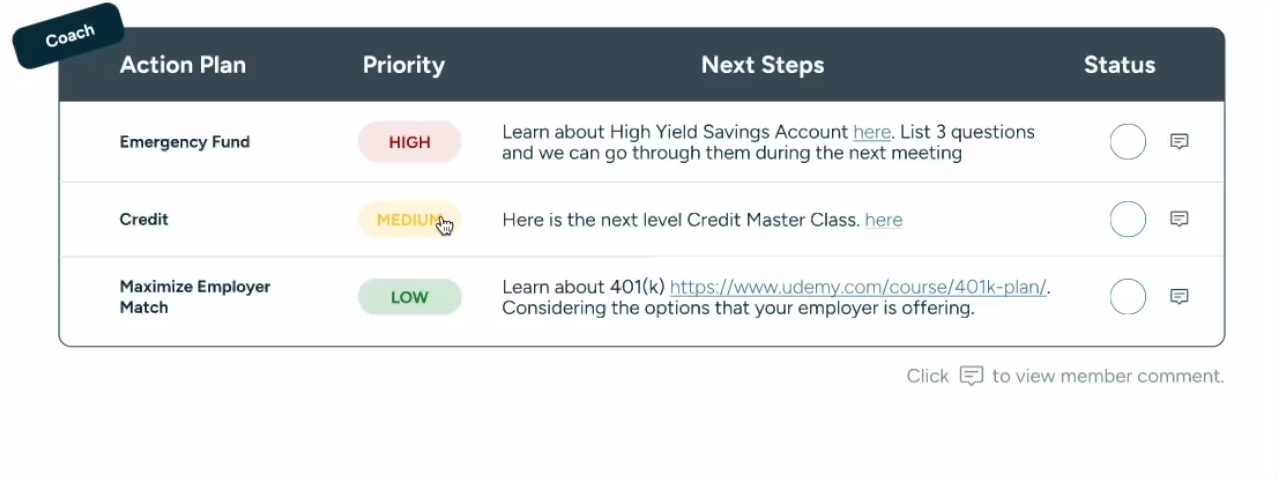 Coach
Action Plan Priority Next Steps Status
Emergency Fund HIGH Learn about High Yield Savings Account here. List 3 questions
and we can go through them during the next meeting
Credit MEDIUM Here is the next level Credit Master Class. here
Maximize Employer
Match
LOW
Learn about 401(k) https://www.udemy.com/course/401k-plan/.
Considering the options that your employer is offering.
Click to view member comment.